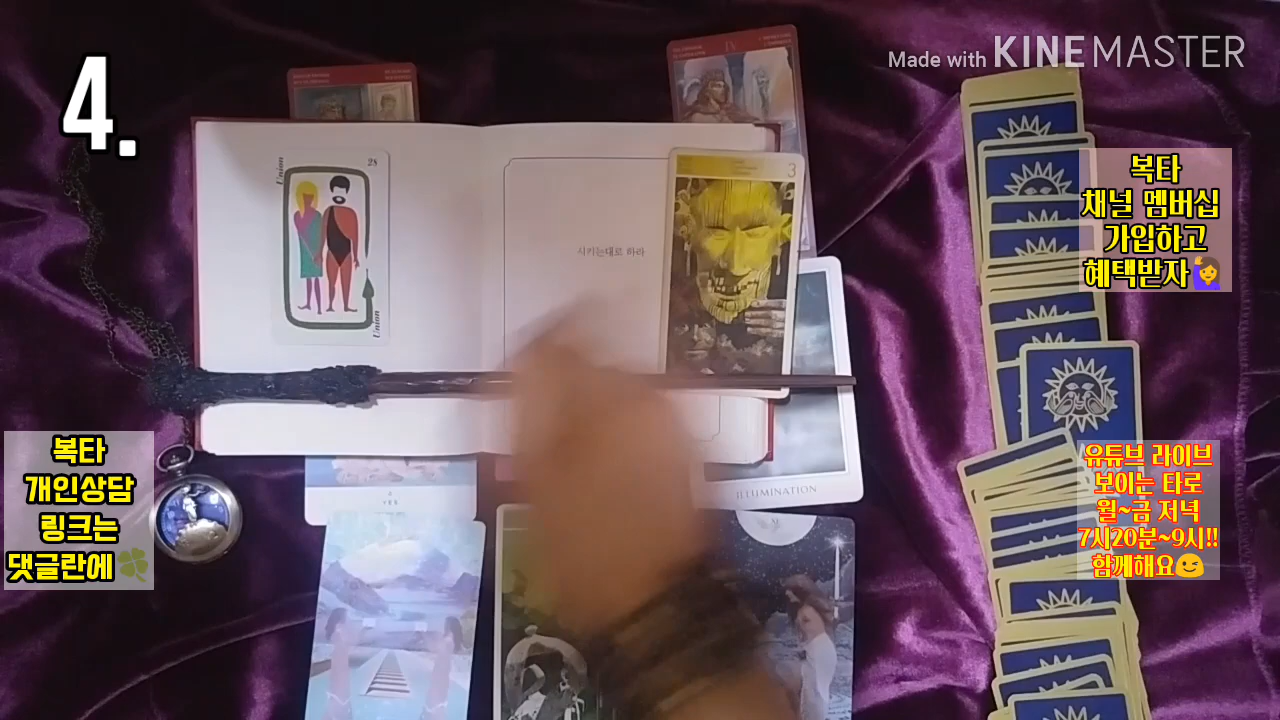 4.
Made with KINEMASTER
IV
복타
채널 멤버십
가입하고
혜택받자
Union
28
3
시키는대로 하라
Union
ILLUMINATION
복타
개인상담
링크는
댓글란에
유튜브 라이브
보이는 타로
월~금 저녁
7시20분~9시!!
함께해요